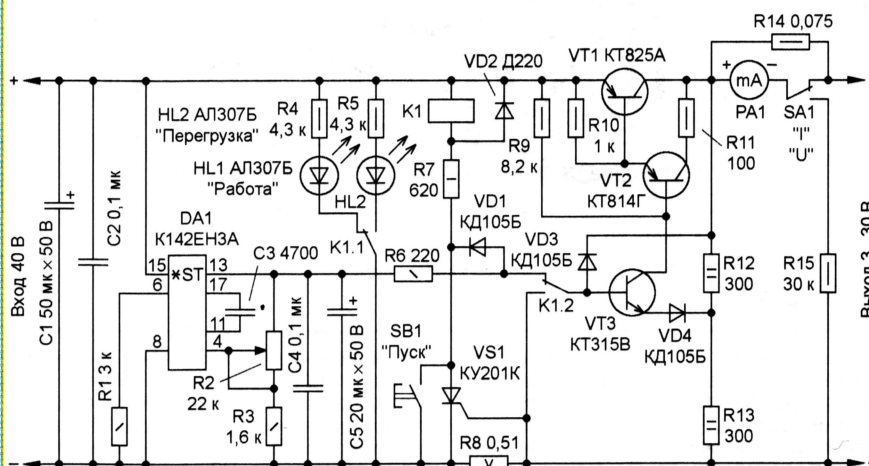 R14 0,075
VD2 Д220
VT1 КТ825А
+
+
−
mA
PA1
SA1
"I"
"U"
HL2 АЛ307Б
"Перегрузка"
R4
4,3 к
R5
4,3 к
K1
R9
8,2 к
R10
1 к
R11
100
HL1 АЛ307Б
"Работа"
HL2
R7
620
VT2
КТ814Г
Вход 40 В
C1 50 мк × 50 В
+
C2 0,1 мк
DA1
К142ЕН3А
C3 4700
K1.1
R6 220
VD1
КД105Б
VD3
КД105Б
K1.2
R12
300
R15
30 к
15
13
*ST
6
17
11
8
4
R1 3 к
R2
22 к
R3
1,6 к
C4 0,1 мк
+
C5 20 мк × 50 В
SB1
"Пуск"
VS1
КУ201К
VT3
КТ315В
VD4
КД105Б
R13
300
R8 0,51
−